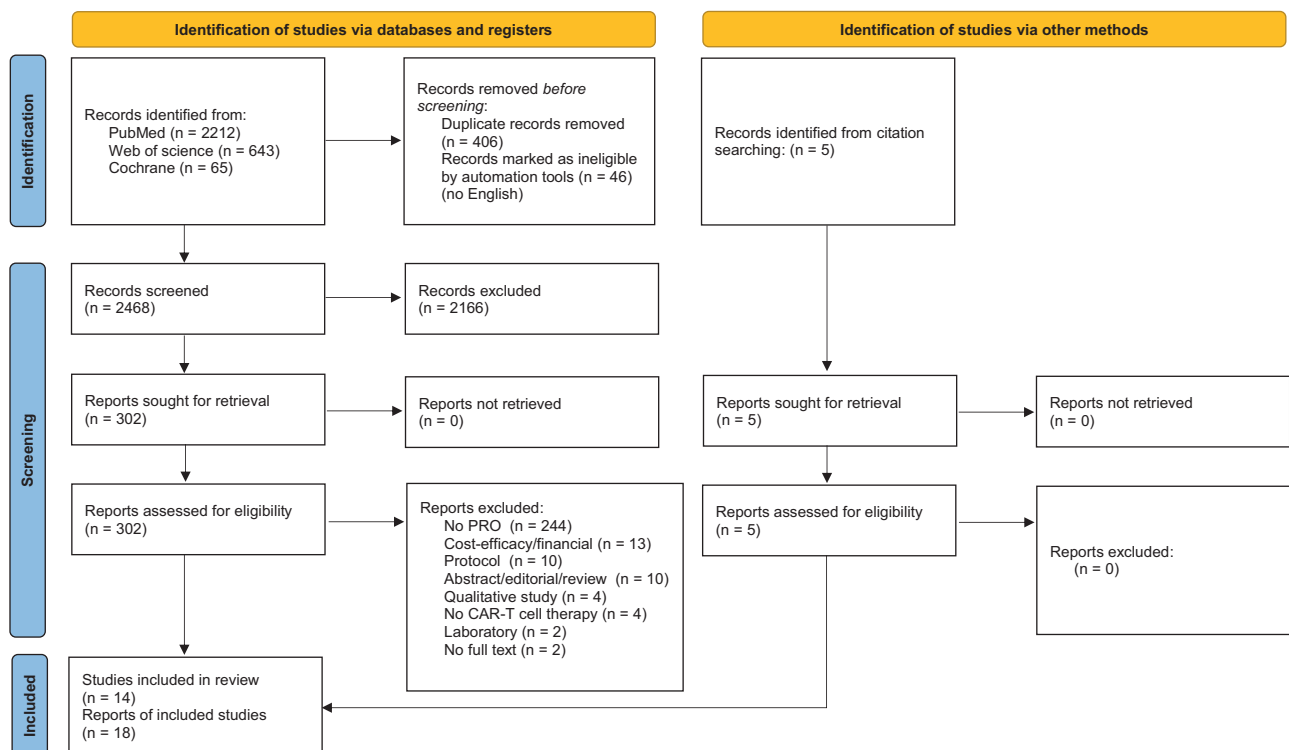 Identification of studies via databases and registers
Identification of studies via other methods
Identification
Records identified from:
PubMed (n = 2212)
Web of science (n = 643)
Cochrane (n = 65)
Records removed before
screening:
Duplicate records removed
(n = 406)
Records marked as ineligible
by automation tools (n = 46)
(no English)
Records identified from citation
searching: (n = 5)
Screening
Records screened
(n = 2468)
Records excluded
(n = 2166)
Reports sought for retrieval
(n = 302)
Reports not retrieved
(n = 0)
Reports sought for retrieval
(n = 5)
Reports not retrieved
(n = 0)
Reports assessed for eligibility
(n = 302)
Reports excluded:
No PRO (n = 244)
Cost-efficacy/financial (n = 13)
Protocol (n = 10)
Abstract/editorial/review (n = 10)
Qualitative study (n = 4)
No CAR-T cell therapy (n = 4)
Laboratory (n = 2)
No full text (n = 2)
Reports assessed for eligibility
(n = 5)
Reports excluded:
(n = 0)
Included
Studies included in review
(n = 14)
Reports of included studies
(n = 18)